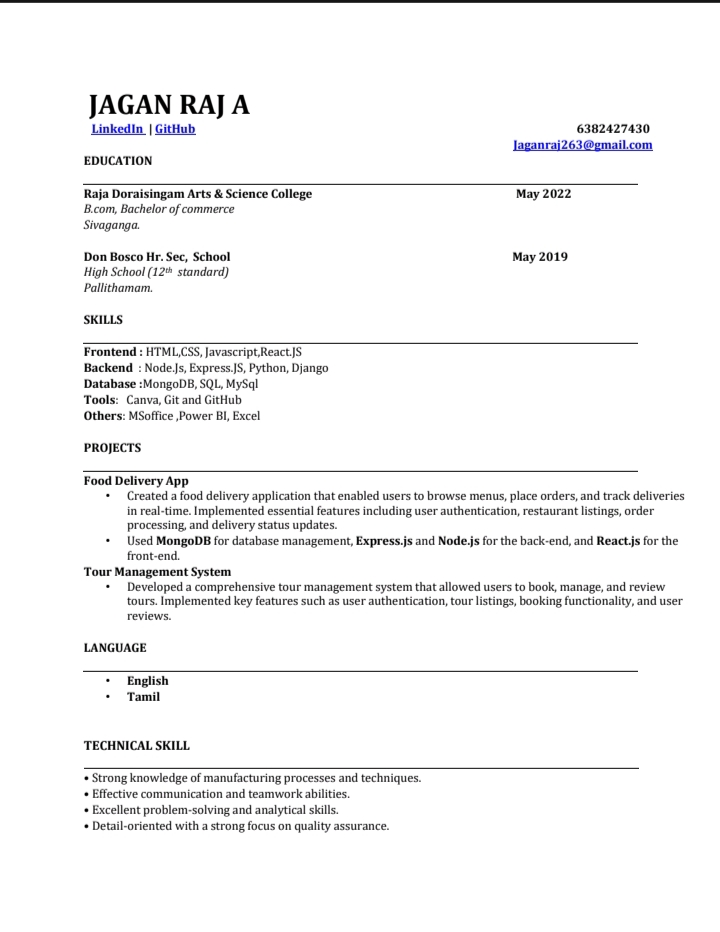 JAGAN RAJ A
LinkedIn | GitHub 6382427430
Jaganraj263@gmail.com
EDUCATION
Raja Doraisingam Arts & Science College May 2022
B.com, Bachelor of commerce
Sivaganga.
Don Bosco Hr. Sec, School May 2019
High School (12th standard)
Pallithamam.
SKILLS
Frontend : HTML,CSS, Javascript,React.JS
Backend : Node.Js, Express.JS, Python, Django
Database :MongoDB, SQL, MySql
Tools: Canva, Git and GitHub
Others: MSoffice ,Power BI, Excel
PROJECTS
Food Delivery App
• Created a food delivery application that enabled users to browse menus, place orders, and track deliveries
in real-time. Implemented essential features including user authentication, restaurant listings, order
processing, and delivery status updates.
• Used MongoDB for database management, Express.js and Node.js for the back-end, and React.js for the
front-end.
Tour Management System
• Developed a comprehensive tour management system that allowed users to book, manage, and review
tours. Implemented key features such as user authentication, tour listings, booking functionality, and user
reviews.
LANGUAGE
• English
• Tamil
TECHNICAL SKILL
• Strong knowledge of manufacturing processes and techniques.
• Effective communication and teamwork abilities.
• Excellent problem-solving and analytical skills.
• Detail-oriented with a strong focus on quality assurance.